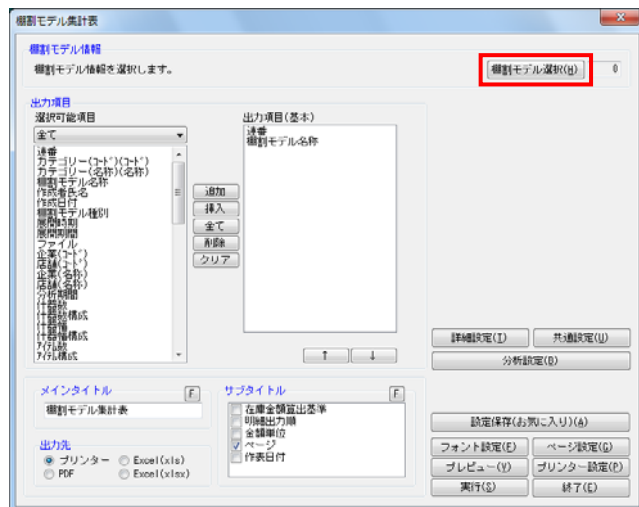 棚割モデル集計表
棚割モデル情報
棚割モデル情報を選択します。
棚割モデル選択(H)
0
出力項目
選択可能項目
全て
連番
カテゴリー(コード)(コード)
カテゴリー(名称)(名称)
棚割モデル名称
作成者氏名
作成日付
棚割モデル種別
展開時期
展開期間
ファイル
企業(コード)
店舗(コード)
企業(名称)
店舗(名称)
分析期間
什器数
什器数構成
什器幅
什器幅構成
アイテム数
アイテム構成
追加
挿入
全て
削除
クリア
出力項目(基本)
連番
棚割モデル名称
↑
↓
詳細設定(I)
共通設定(U)
分析設定(B)
メインタイトル
F
棚割モデル集計表
出力先
プリンター
Excel(xls)
PDF
Excel(xlsx)
サブタイトル
F
在庫金額算出基準
明細出力順
金額単位
ページ
作表日付
設定保存(お気に入り)(A)
フォント設定(F)
ページ設定(G)
プレビュー(V)
プリンター設定(P)
実行(S)
終了(E)